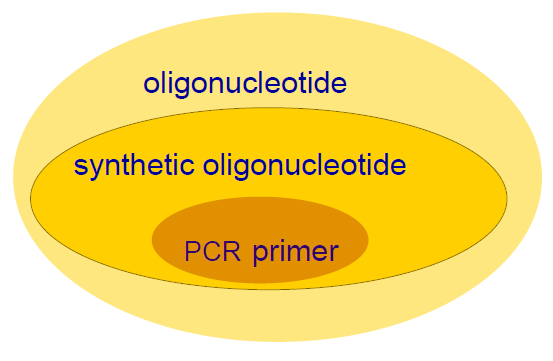 oligonucleotide
synthetic oligonucleotide
PCR primer